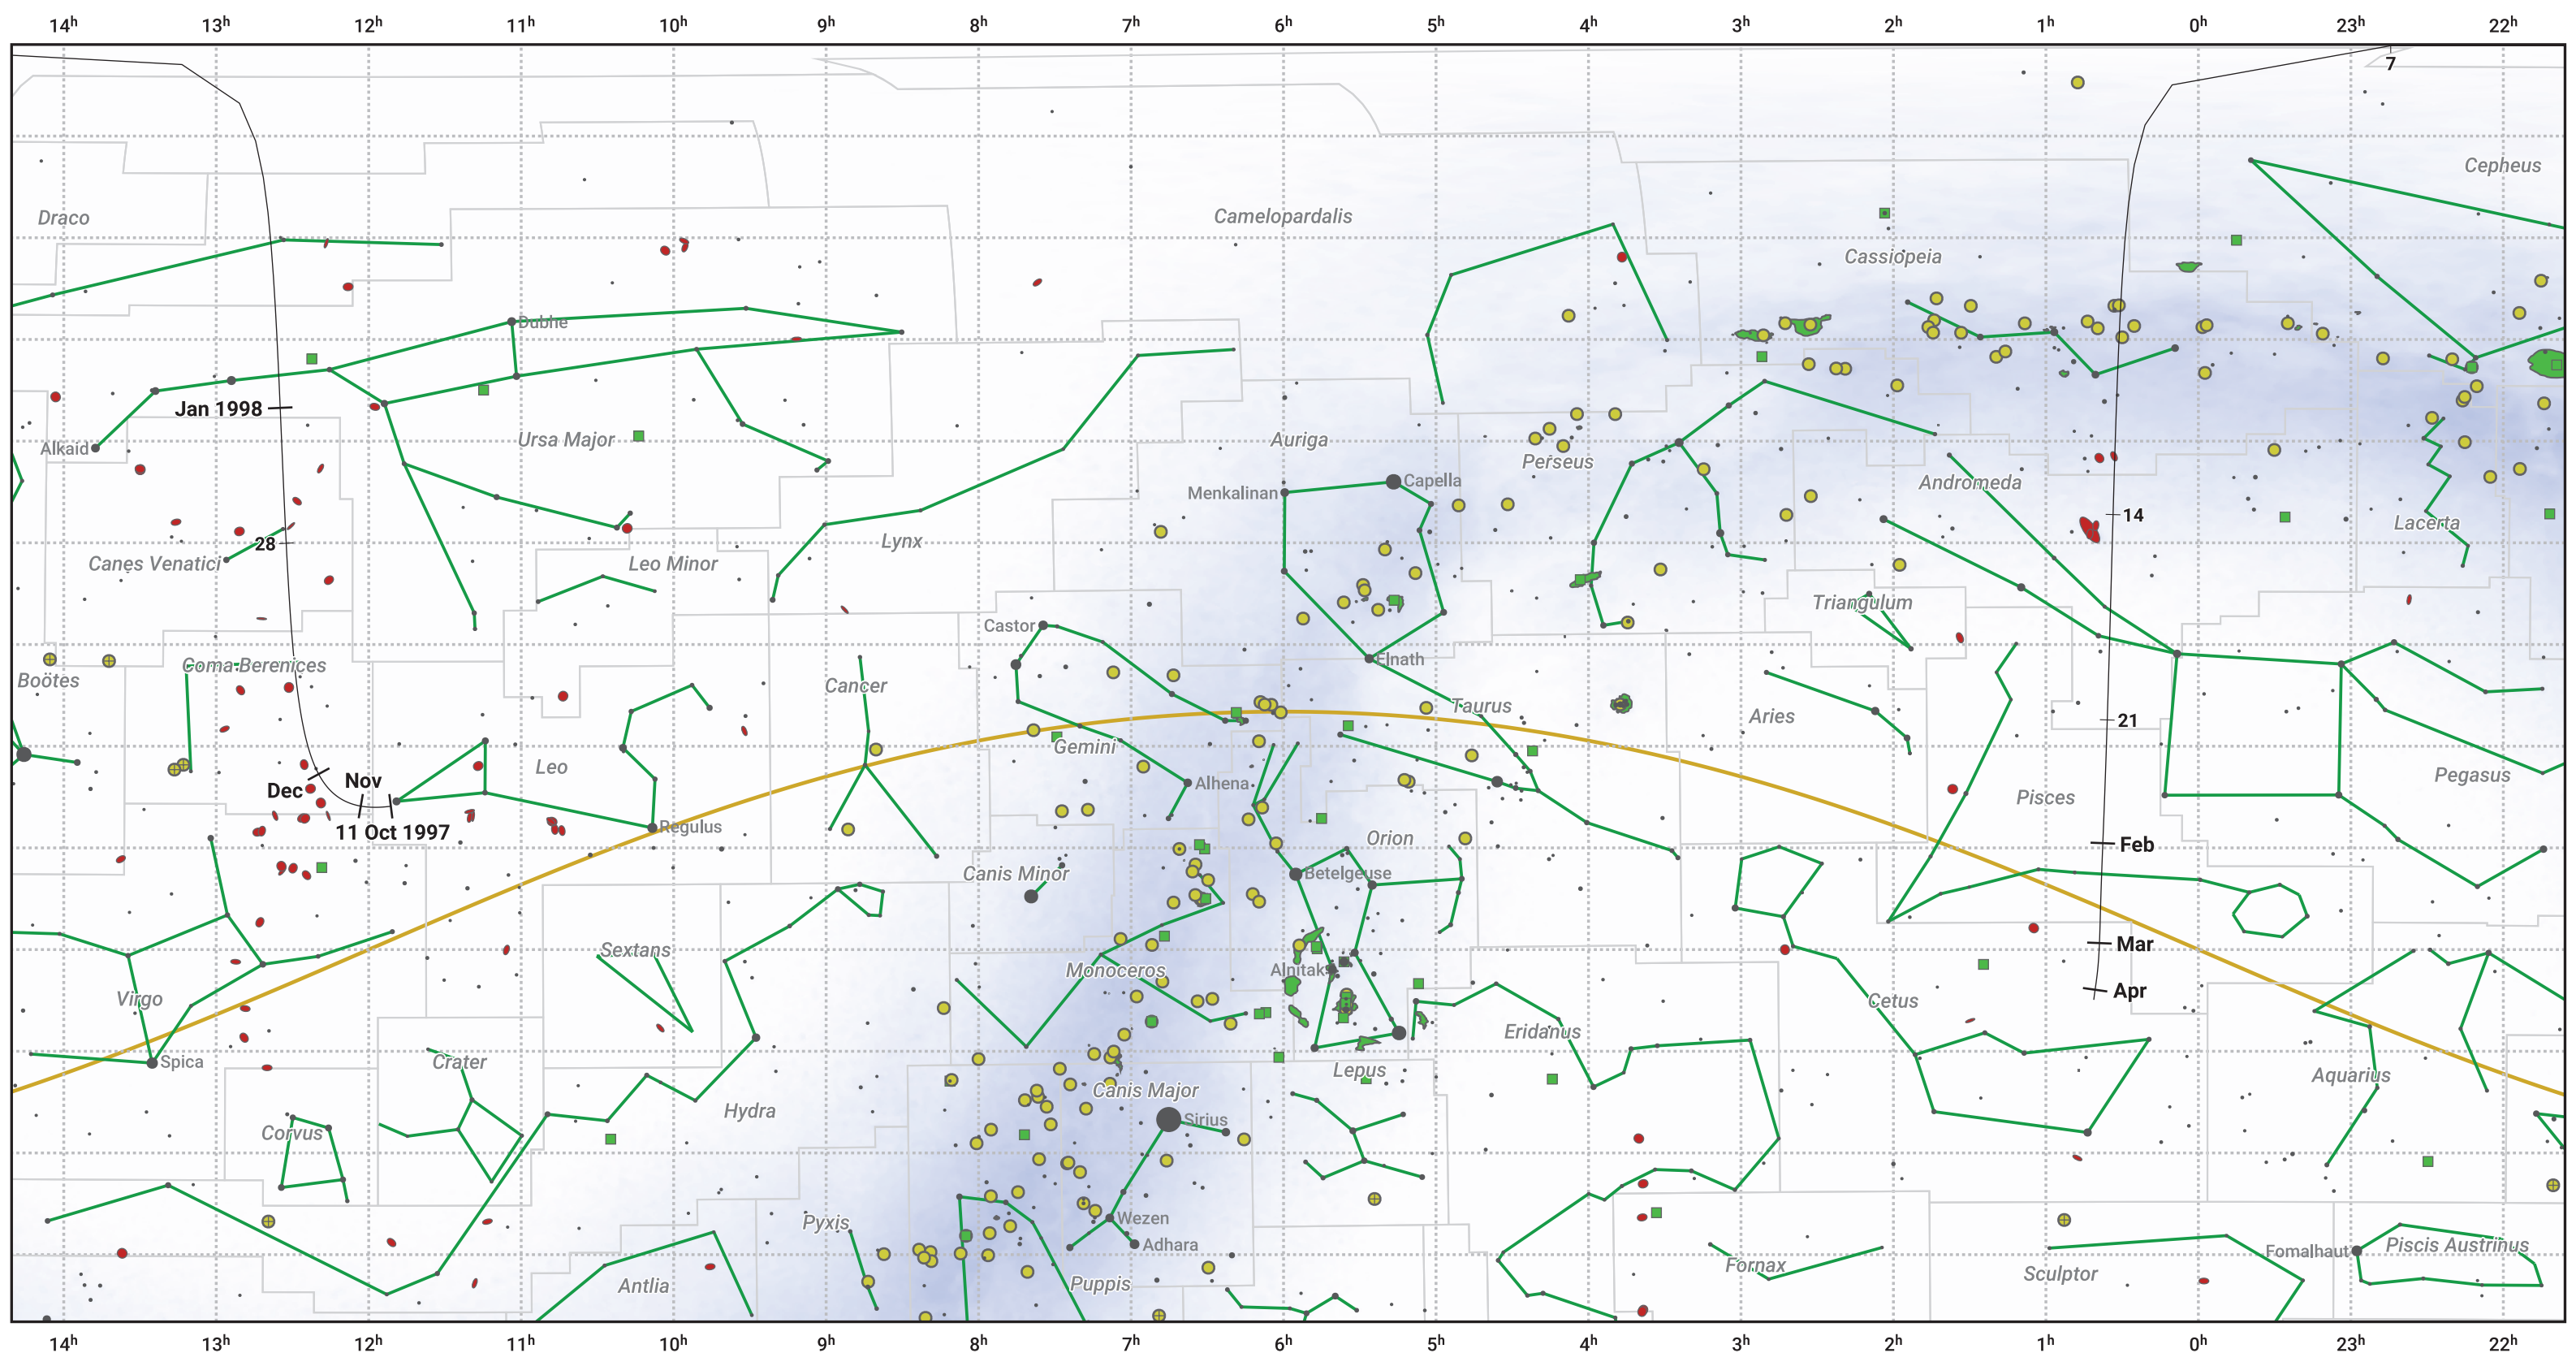 14h 13h 12h 11h 10h 9h 8h 7h 6h 5h 4h 3h 2h 1h 0h 23h 22h
7
Cepheus
Draco
Camelopardalis
Cassiopeia
Dubhe
Jan 1998
Alkaid
Ursa Major
Auriga
Perseus
Menkalinan
Capella
Andromeda
14
Lacerta
28
Canes Venatici
Lynx
Leo Minor
Triangulum
Castor
Coma Berenices
Elnath
Boötes
Cancer
Taurus
Aries
21
Gemini
Leo
Pegasus
Nov
Dec
Alhena
Pisces
11 Oct 1997
Regulus
Orion
Feb
Canis Minor
Betelgeuse
Mar
Sextans
Monoceros
Alnitak
Apr
Virgo
Cetus
Eridanus
Spica
Crater
Lepus
Aquarius
Canis Major
Hydra
Sirius
Corvus
Pyxis
Wezen
Adhara
Fomalhaut
Piscis Austrinus
Fornax
Sculptor
Antlia
Puppis
14h 13h 12h 11h 10h 9h 8h 7h 6h 5h 4h 3h 2h 1h 0h 23h 22h